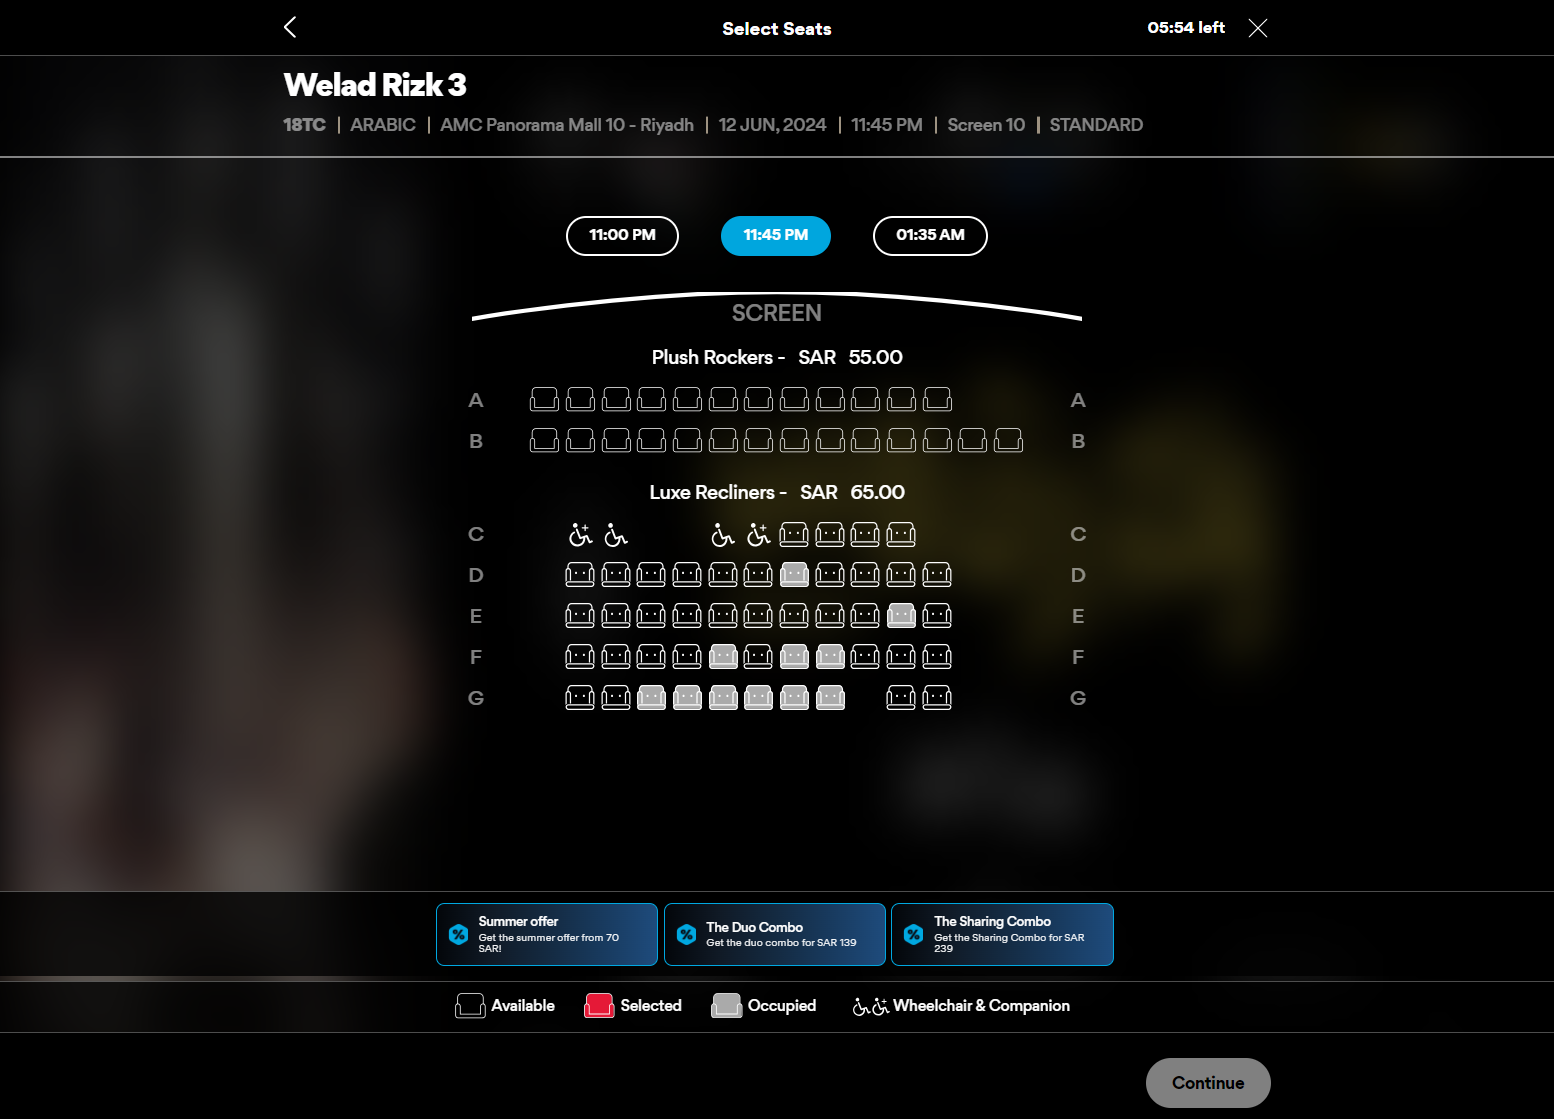 Select Seats
05:54 left
Welad Rizk 3
18TC | ARABIC | AMC Panorama Mall 10 - Riyadh | 12 JUN, 2024 | 11:45 PM | Screen 10 | STANDARD
11:00 PM
11:45 PM
01:35 AM
SCREEN
Plush Rockers - SAR 55.00
A A
B B
Luxe Recliners - SAR 65.00
C C
D D
E E
F F
G G
Summer offer
Get the summer offer from 70
SAR!
The Duo Combo
Get the duo combo for SAR 139
The Sharing Combo
Get the Sharing Combo for SAR
239
Available
Selected
Occupied
Wheelchair & Companion
Continue